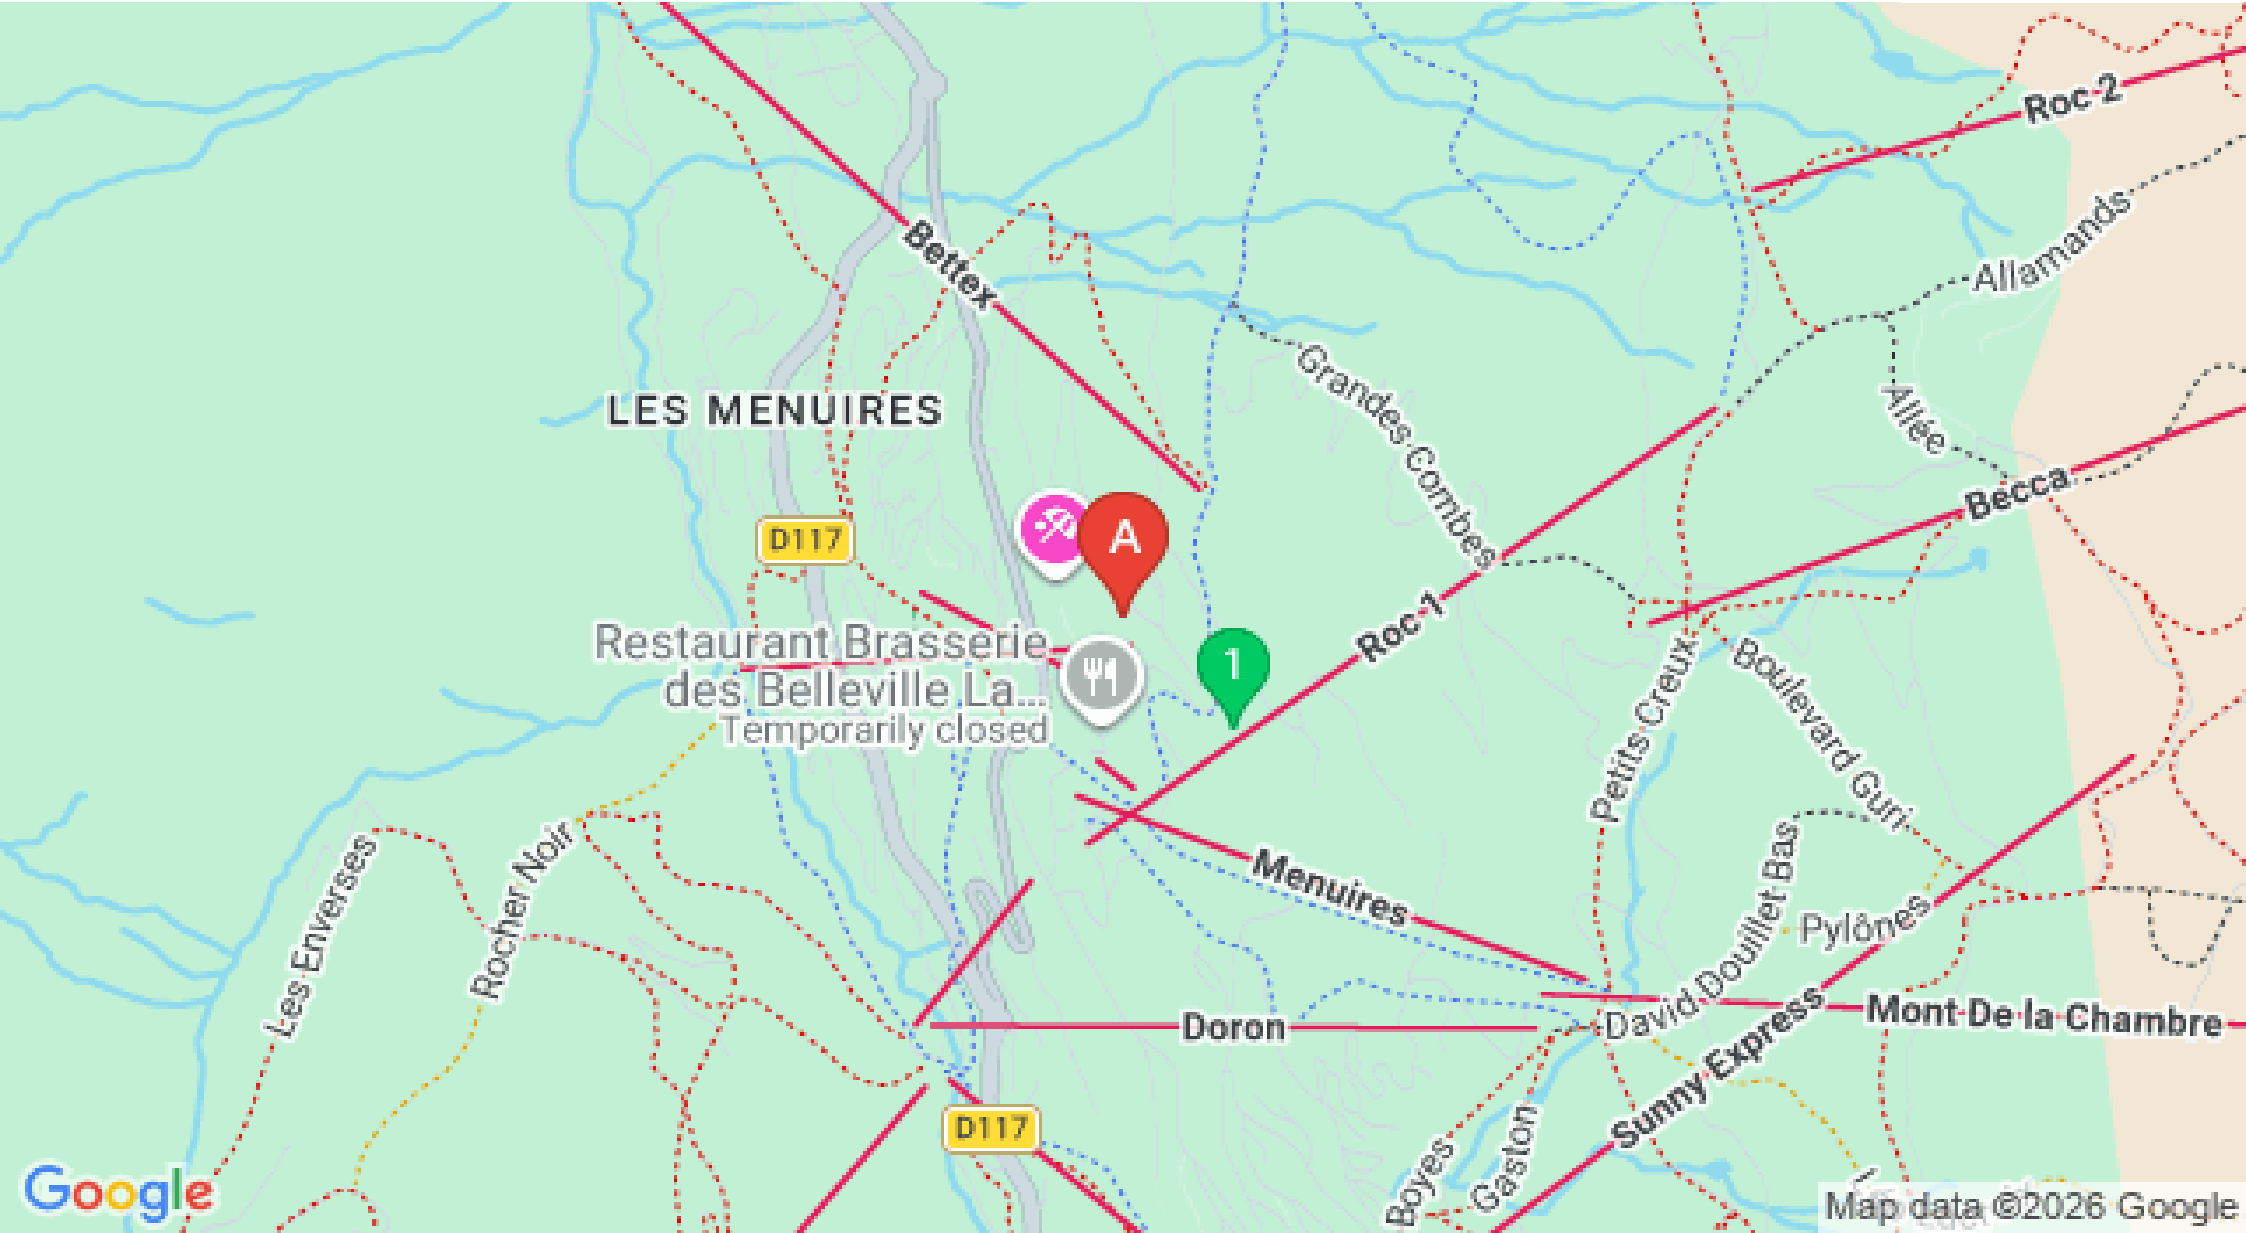 Roc 2
Allamands
Bettex
Grandes Combes
LES MENUIRES
Allée
Becca
A
D117
Roc 1
Restaurant Brasserie
des Belleville La...
Temporarily closed
1
Petits Creux
Boulevard Guri
Les Enverses
Rocher Noir
Menuires
David Douillet Bas
Pylônes
Doron
Mont De la Chambre
Sunny Express
D117
Boyes
Gaston
Google
Map data ©2026 Google